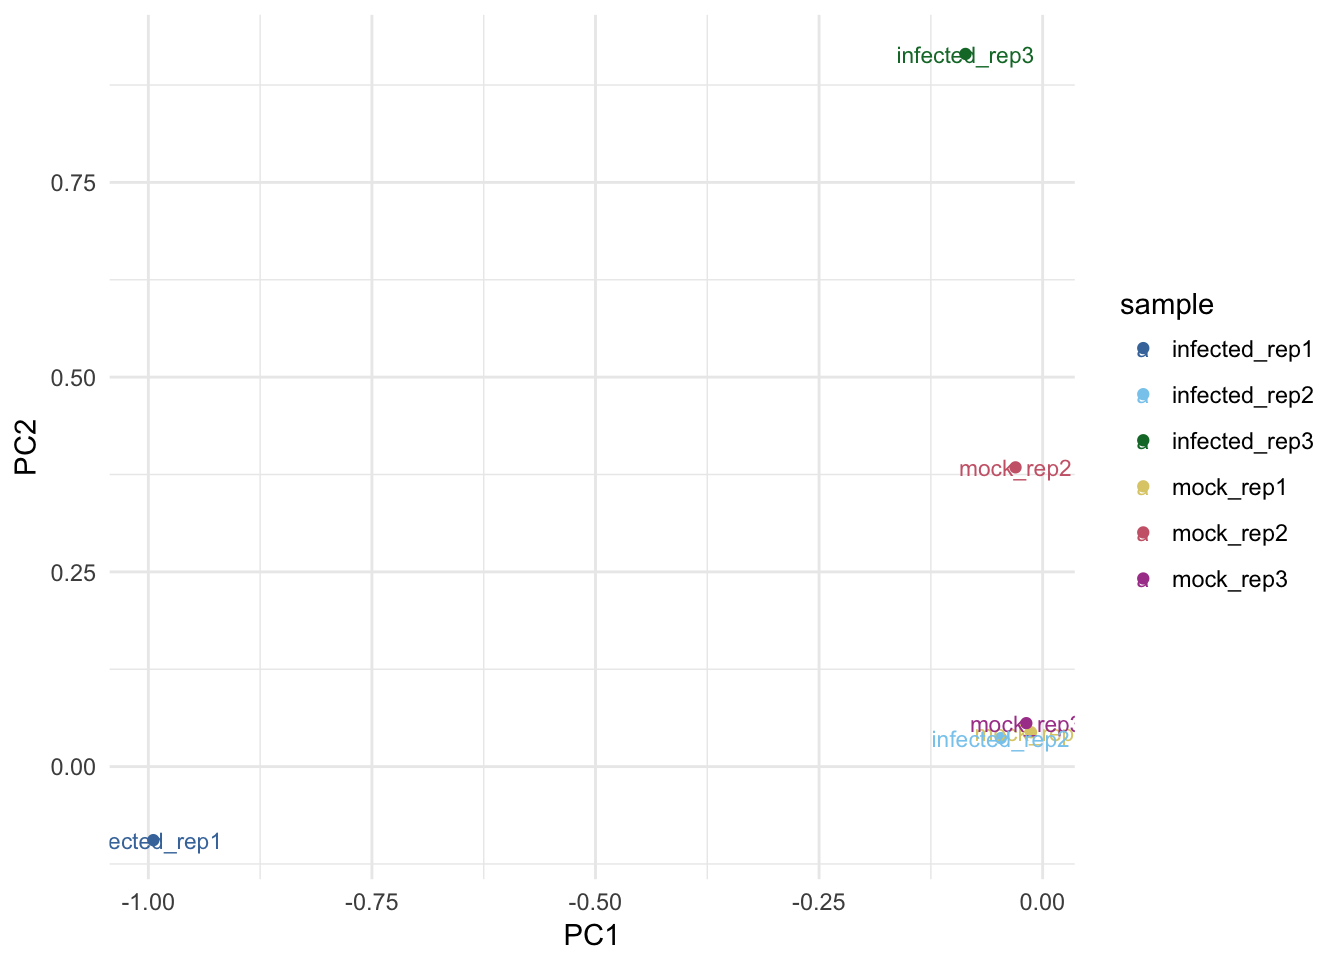 infected_rep3
0.75
sample
infected_rep1
infected_rep2
infected_rep3
mock_rep1
mock_rep2
mock_rep3
0.50
PC2
mock_rep2
0.25
mock_rep3
mock_rep
infected_rep2
0.00
ected_rep1
-1.00 -0.75 -0.50 -0.25 0.00
PC1